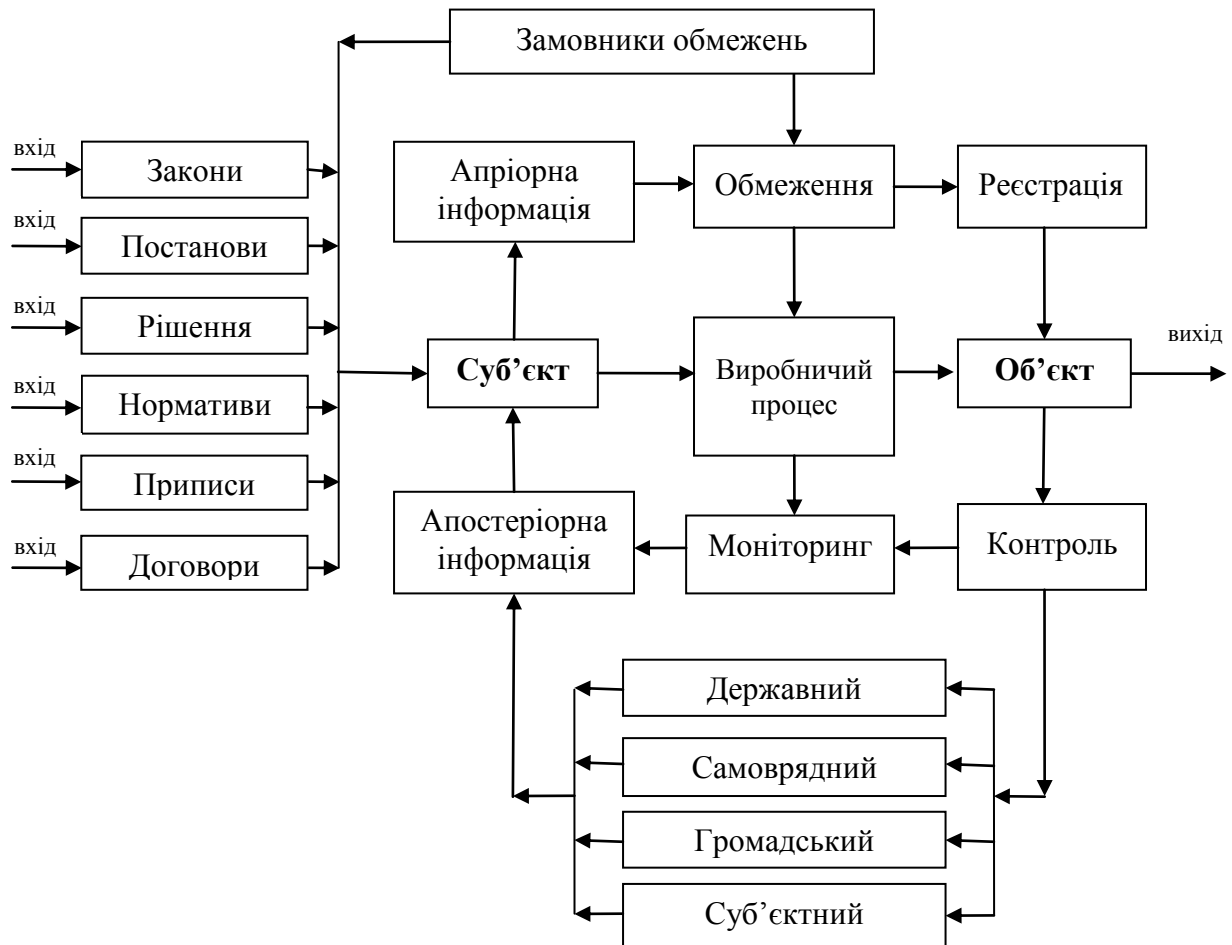 Замовники обмежень
вхід
Закони
Апріорна
інформація
Обмеження
Реєстрація
вхід
Постанови
вхід
Рішення
Суб’єкт
Виробничий
процес
Об’єкт
вихід
вхід
Нормативи
вхід
Приписи
Апостеріорна
інформація
Моніторинг
Контроль
вхід
Договори
Державний
Самоврядний
Громадський
Суб’єктний